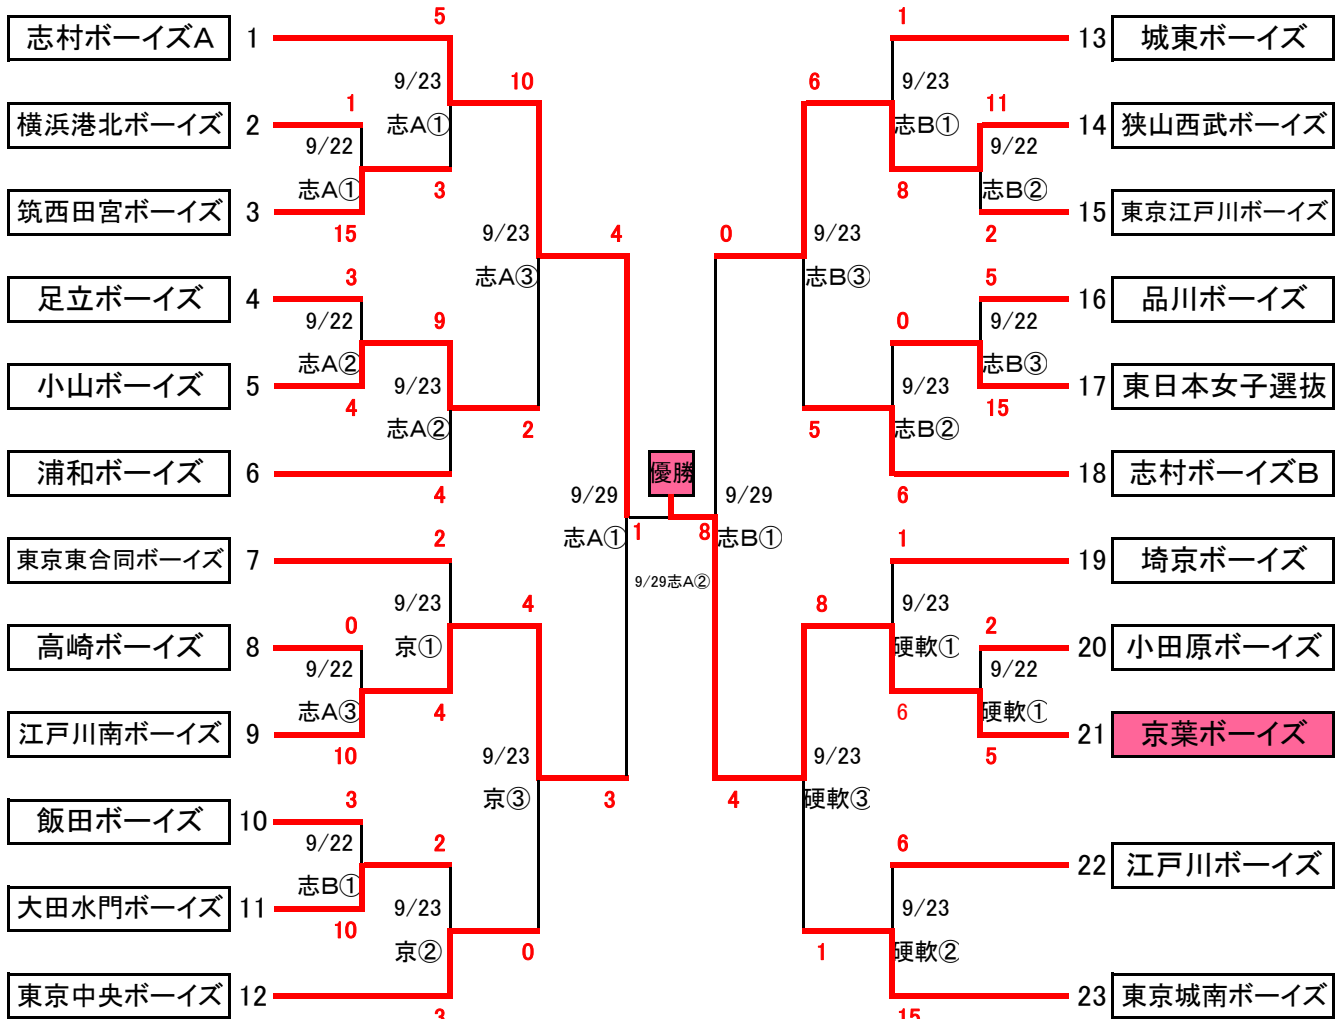 5
志村ボーイズA 1
9/23 10
横浜港北ボーイズ 2
1
志A①
9/22
志A①
筑西田宮ボーイズ 3
3
15
9/23 4
志A③
足立ボーイズ 4
3
9/22 9
志A②
小山ボーイズ 5
4
9/23
志A② 2
浦和ボーイズ 6
4
9/29
志A①
東京東合同ボーイズ 7
2
9/23 4
京①
高崎ボーイズ 8
0
9/22
志A③
4
江戸川南ボーイズ 9
10
9/23
京③ 3
飯田ボーイズ 10
3
9/22 2
志B①
大田水門ボーイズ 11
10
9/23
京② 0
東京中央ボーイズ 12
3
優勝
1 8
9/29志A②
1
13 城東ボーイズ
6 9/23
志B①
11
14 狭山西武ボーイズ
9/22
志B②
8
15 東京江戸川ボーイズ
2
0 9/23
志B③
5
16 品川ボーイズ
0 9/22
志B③
17 東日本女子選抜
15
9/23
5 志B②
18 志村ボーイズB
6
9/29
志B①
1
19 埼京ボーイズ
8 9/23
硬軟①
2
20 小田原ボーイズ
9/22
硬軟①
6
21 京葉ボーイズ
5
9/23
4 硬軟③
6
22 江戸川ボーイズ
9/23
1 硬軟②
23 東京城南ボーイズ
15